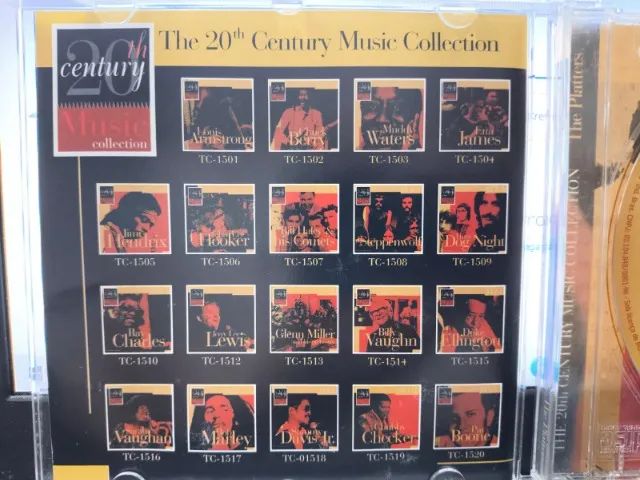 20th
century
Music
collection
The 20th Century Music Collection
Louis
Armstrong
TC-1501
Chuck
Berry
TC-1502
Muddy
Waters
TC-1503
Etta
James
TC-1504
Jimi
Hendrix
TC-1505
Hooker
TC-1506
Bill Haley &
his Comets
TC-1507
Steppenwolf
TC-1508
Dog Night
TC-1509
Ray
Charles
TC-1510
Jerry Lee
Lewis
TC-1512
Glenn Miller
TC-1513
Billy
Vaughn
TC-1514
Duke
Ellington
TC-1515
Sarah
Vaughan
TC-1516
Marley
TC-1517
Sammy
Davis Jr.
TC-01518
Chubby
Checker
TC-1519
Pat
Boone
TC-1520
THE 20th CENTURY MUSIC COLLECTION
The Platters